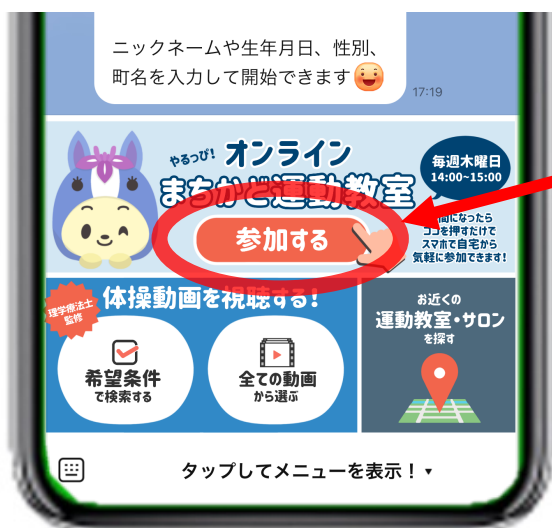 ニックネームや生年月日、性別、
町名を入力して開始できます
17:19
やるっぴ!
オンライン
まちかど運動教室
毎週木曜日
14:00~15:00
参加する
間になったら
ココを押すだけで
スマホで自宅から
気軽に参加できます!
理学療法士
監修
体操動画を視聴する!
希望条件
で検索する
全ての動画
から選ぶ
お近くの
運動教室・サロン
を探す
タップしてメニューを表示!▼